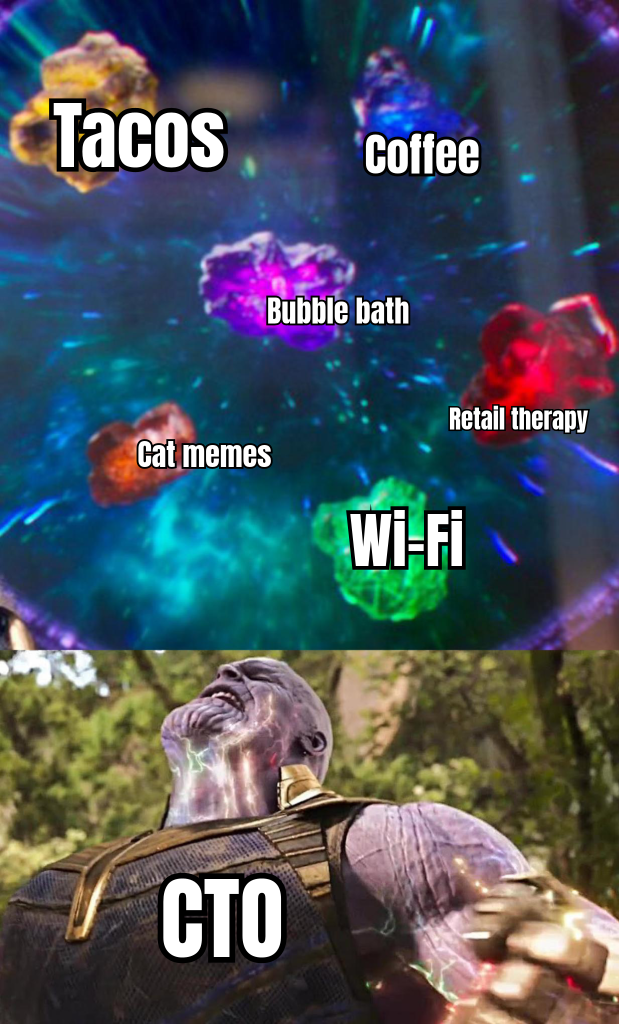 Tacos
Coffee
Bubble bath
Retail therapy
Cat memes
Wi-Fi
CTO